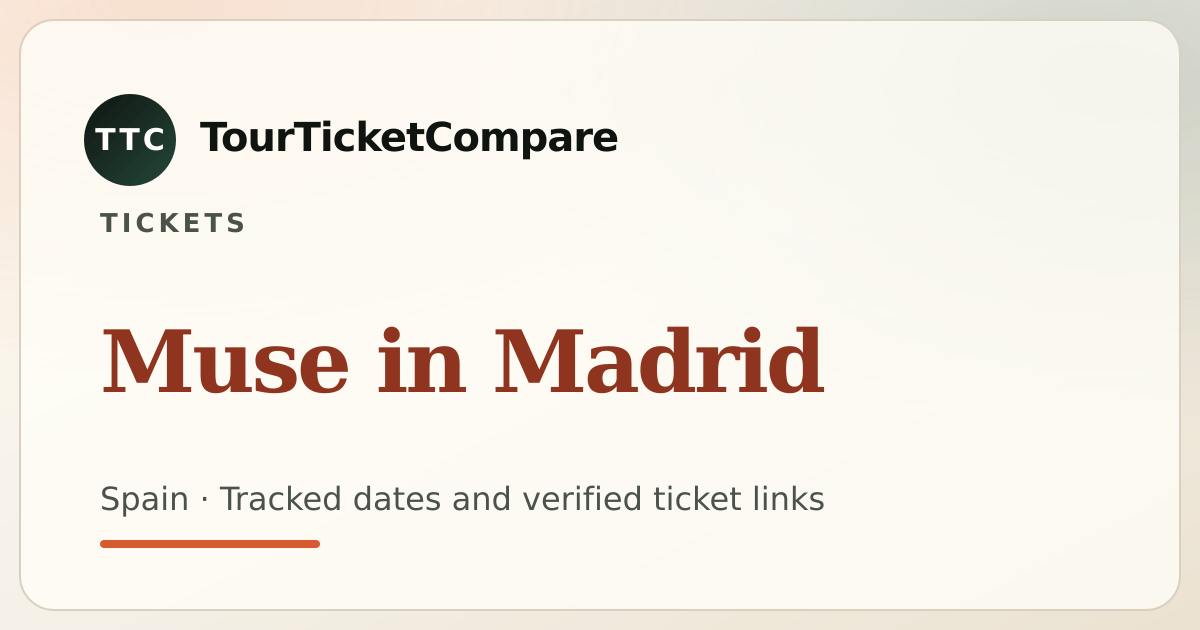 TTC
TourTicketCompare
TICKETS
Muse in Madrid
Spain · Tracked dates and verified ticket links